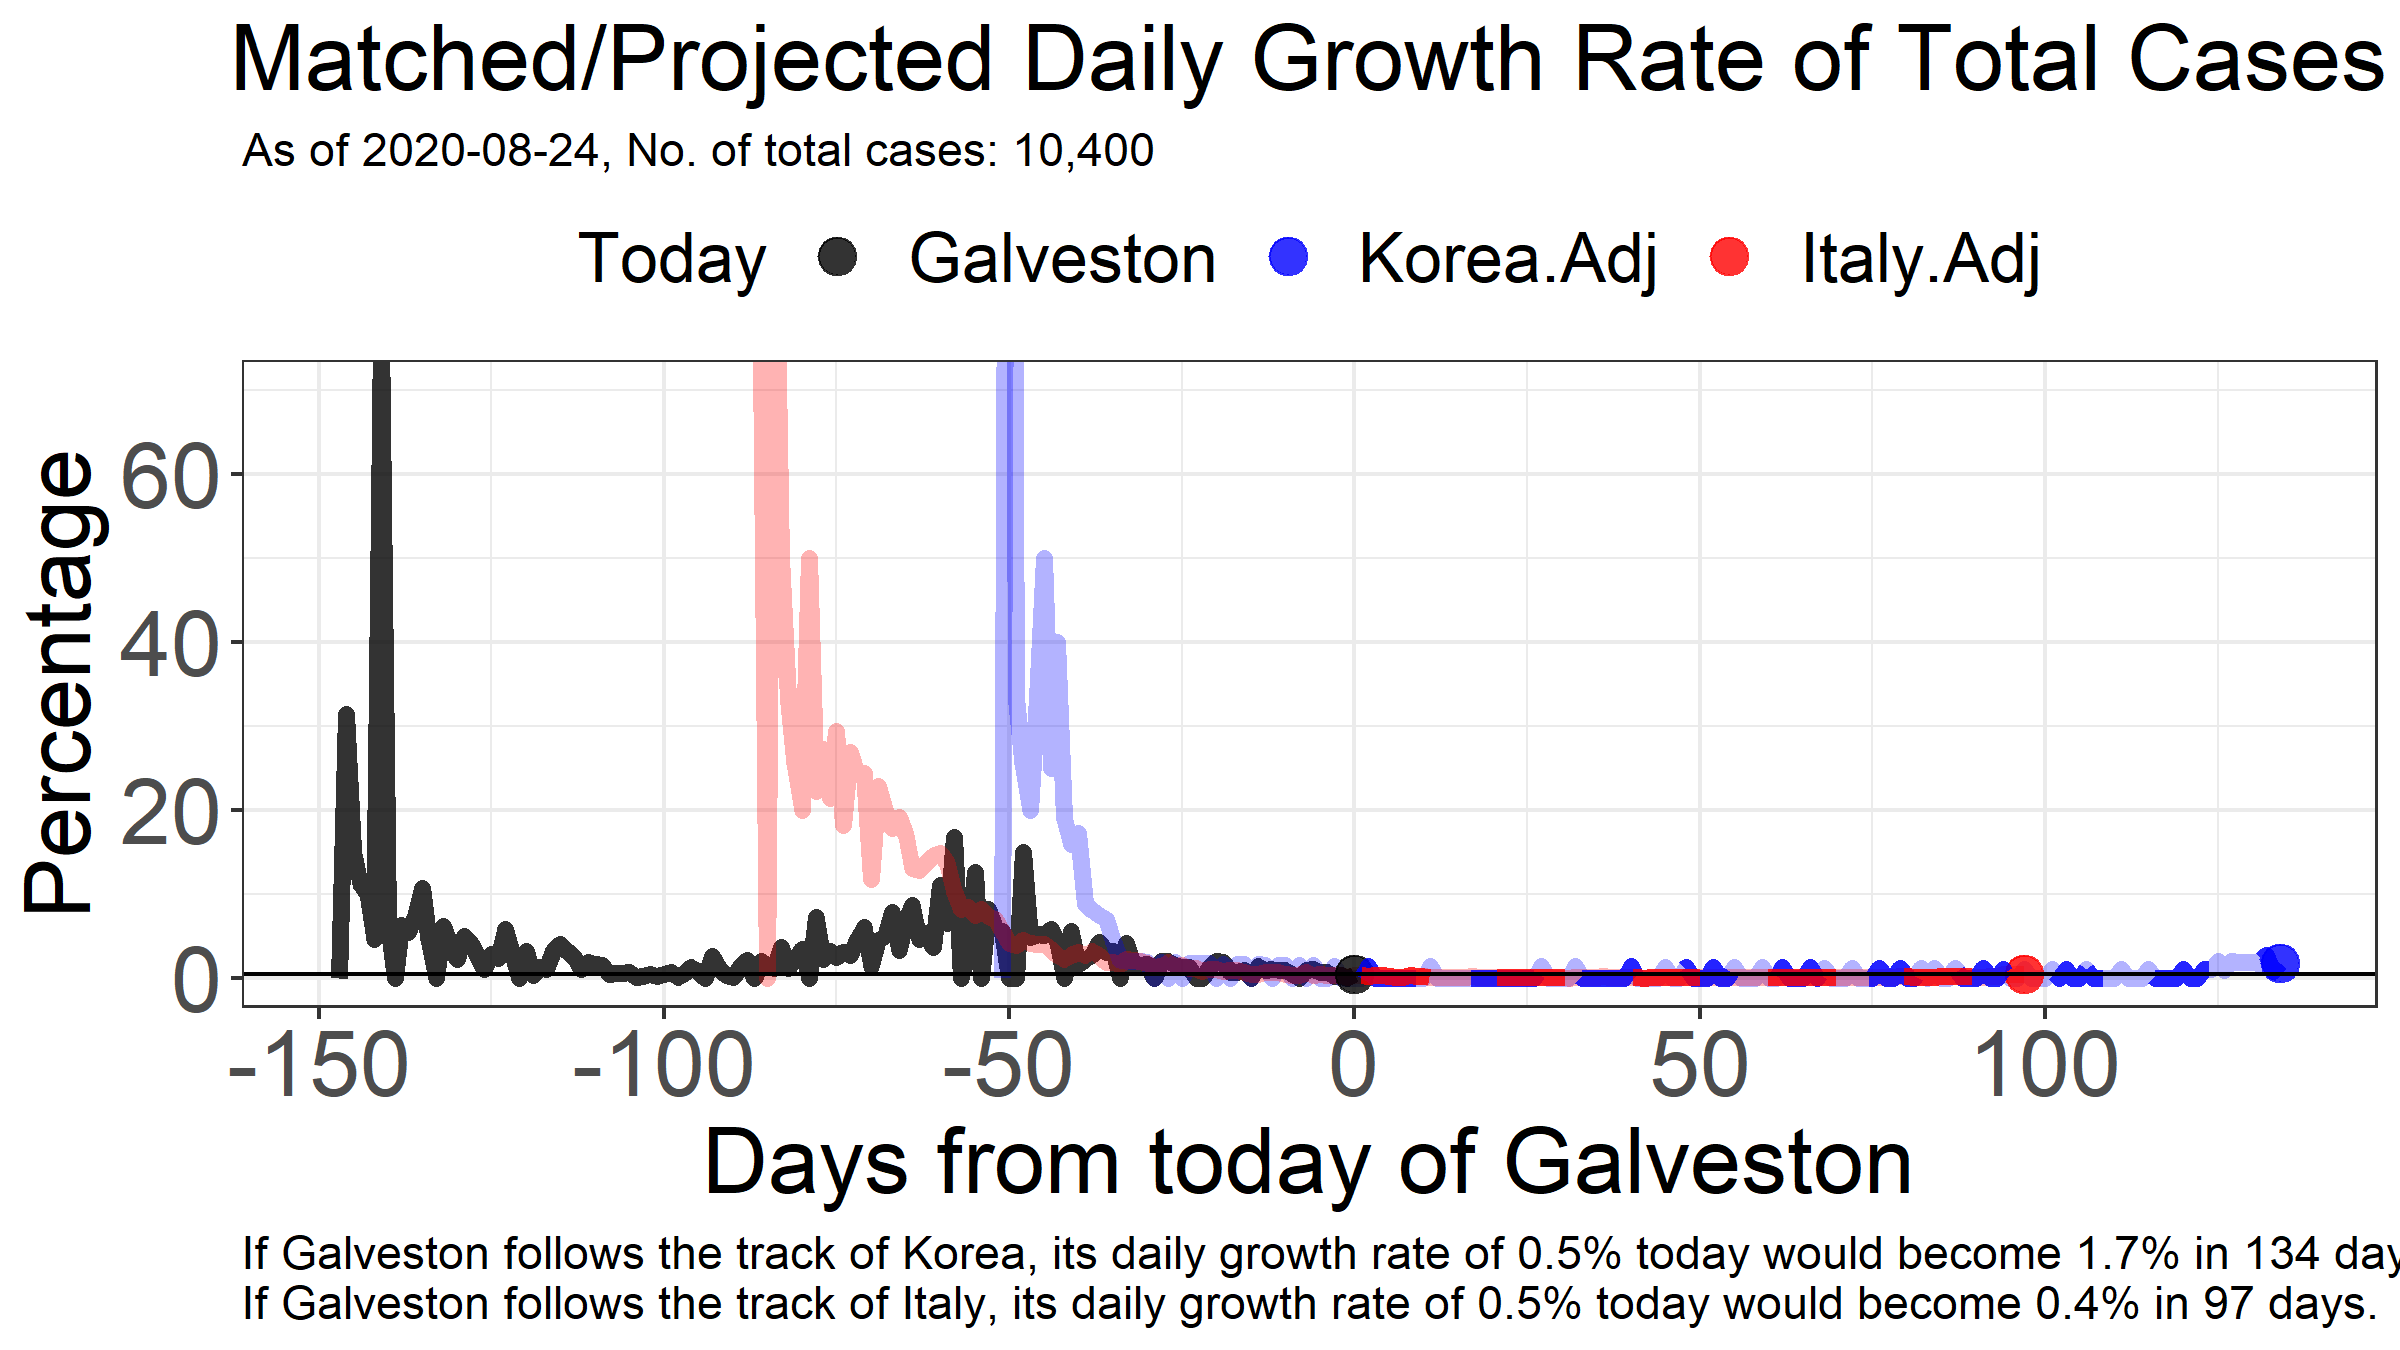 Matched/Projected Daily Growth Rate of Total Cases
As of 2020-08-24, No. of total cases: 10,400
Today Galveston Korea.Adj Italy.Adj
Percentage
60
40
20
0
-150 -100 -50 0 50 100
Days from today of Galveston
If Galveston follows the track of Korea, its daily growth rate of 0.5% today would become 1.7% in 134 day
If Galveston follows the track of Italy, its daily growth rate of 0.5% today would become 0.4% in 97 days.